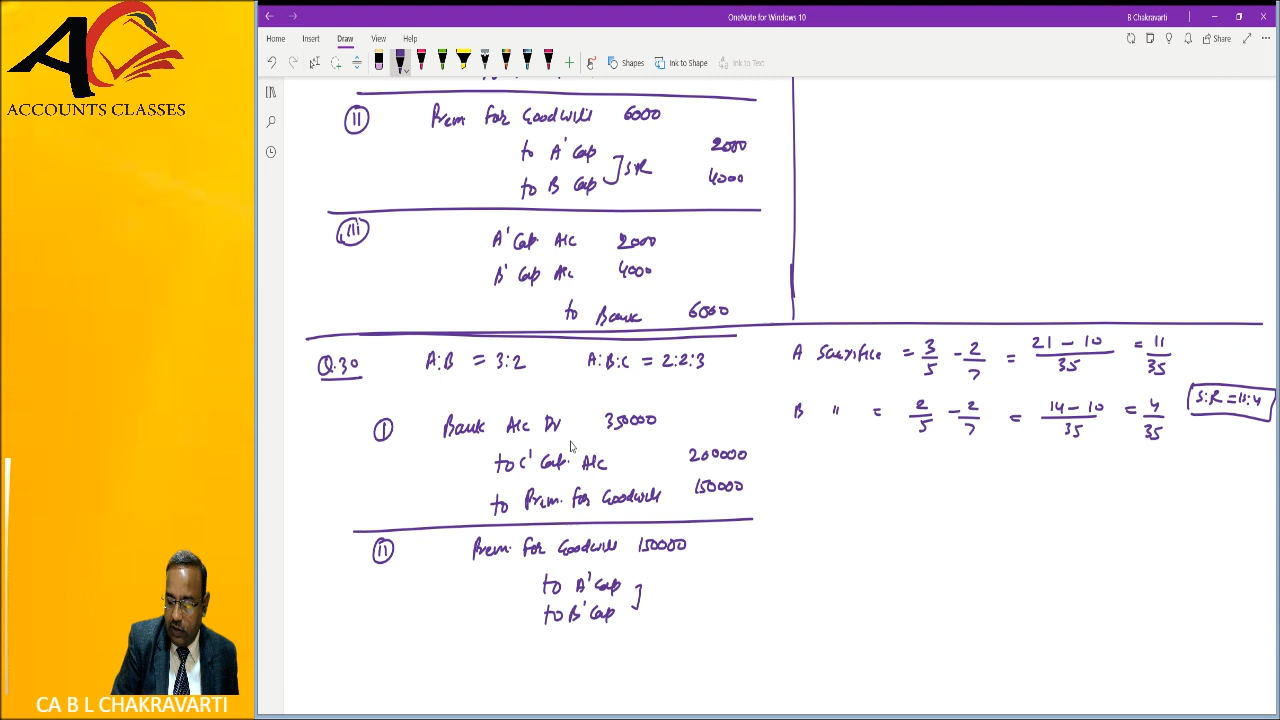 OneNote for Windows 10
B Chakravarti
ACCOUNTS CLASSES
Home Insert Draw View Help
Share
Shapes Ink to Shape Ink to Text
II Prem for Goodwill 6000
to A' Cap 2000
to B Cap ] S.R 4000
III A' Cap A/c 2000
B' Cap A/c 4000
to Bank 6000
Q.30 A:B = 3:2 A:B:C = 2:2:3
I Bank A/c Dr 350000
to C' Cap. A/c 200000
to Prem. for Goodwill 150000
II Prem. for Goodwill 150000
to A' Cap
to B' Cap ]
A Sacrifice = 3/5 - 2/7 = 21 - 10/35 = 11/35
B " = 2/5 - 2/7 = 14 - 10/35 = 4/35
S:R = 11:4
CA B L CHAKRAVARTI